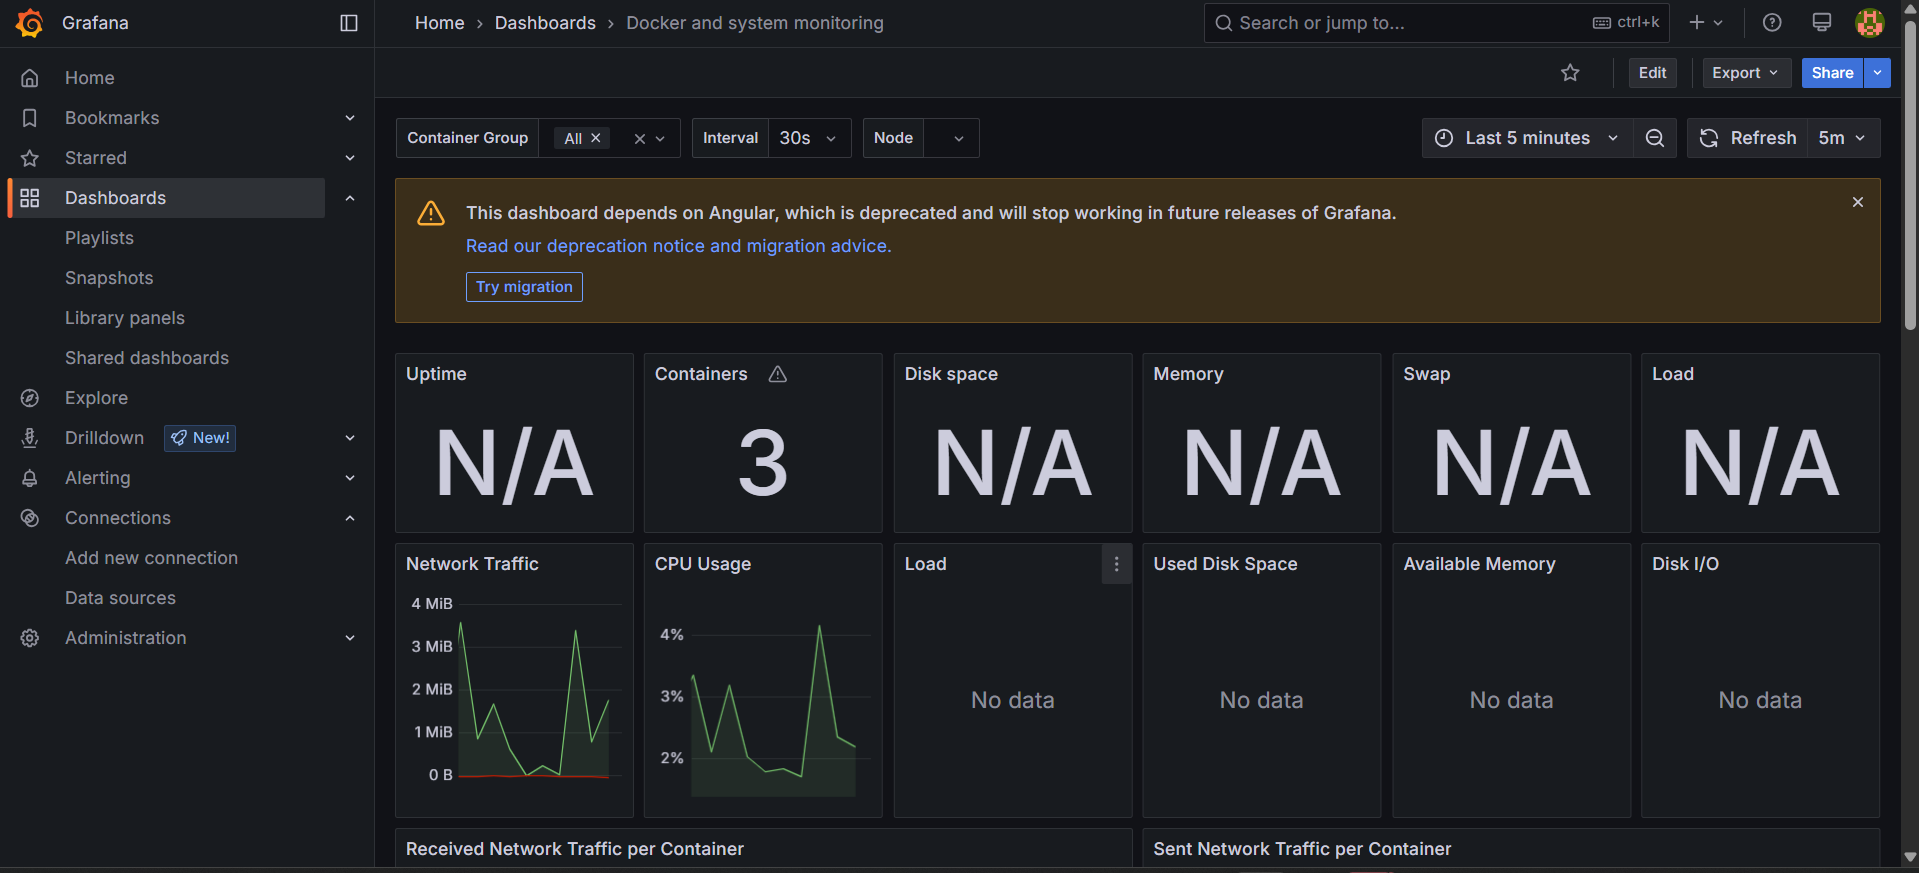 Grafana
Home
Bookmarks
Starred
Dashboards
Playlists
Snapshots
Library panels
Shared dashboards
Explore
Drilldown New!
Alerting
Connections
Add new connection
Data sources
Administration
Home › Dashboards › Docker and system monitoring
Search or jump to... ctrl+k
Edit
Export
Share
Container Group All
Interval 30s
Node
Last 5 minutes
Refresh 5m
This dashboard depends on Angular, which is deprecated and will stop working in future releases of Grafana.
Read our deprecation notice and migration advice.
Try migration
Uptime
N/A
Containers
3
Disk space
N/A
Memory
N/A
Swap
N/A
Load
N/A
Network Traffic
4 MiB
3 MiB
2 MiB
1 MiB
0 B
CPU Usage
4%
3%
2%
Load
No data
Used Disk Space
No data
Available Memory
No data
Disk I/O
No data
Received Network Traffic per Container
Sent Network Traffic per Container